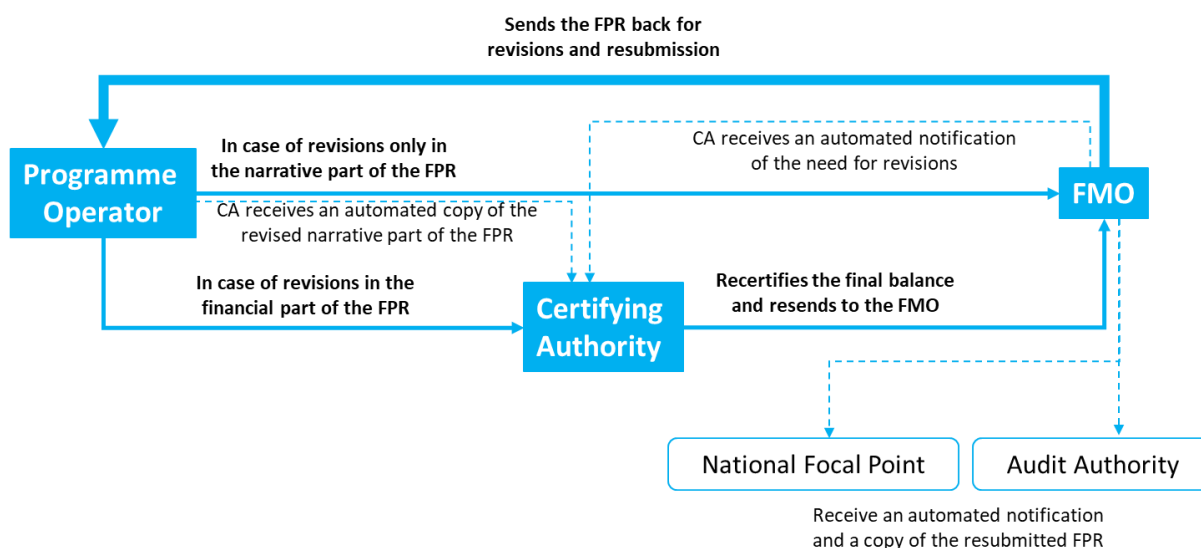 Sends the FPR back for
revisions and resubmission
In case of revisions only in
the narrative part of the FPR
CA receives an automated notification
of the need for revisions
Programme
Operator
FMO
CA receives an automated copy of the
revised narrative part of the FPR
In case of revisions in the
financial part of the FPR
Certifying
Authority
Recertifies the final balance
and resends to the FMO
National Focal Point
Audit Authority
Receive an automated notification
and a copy of the resubmitted FPR